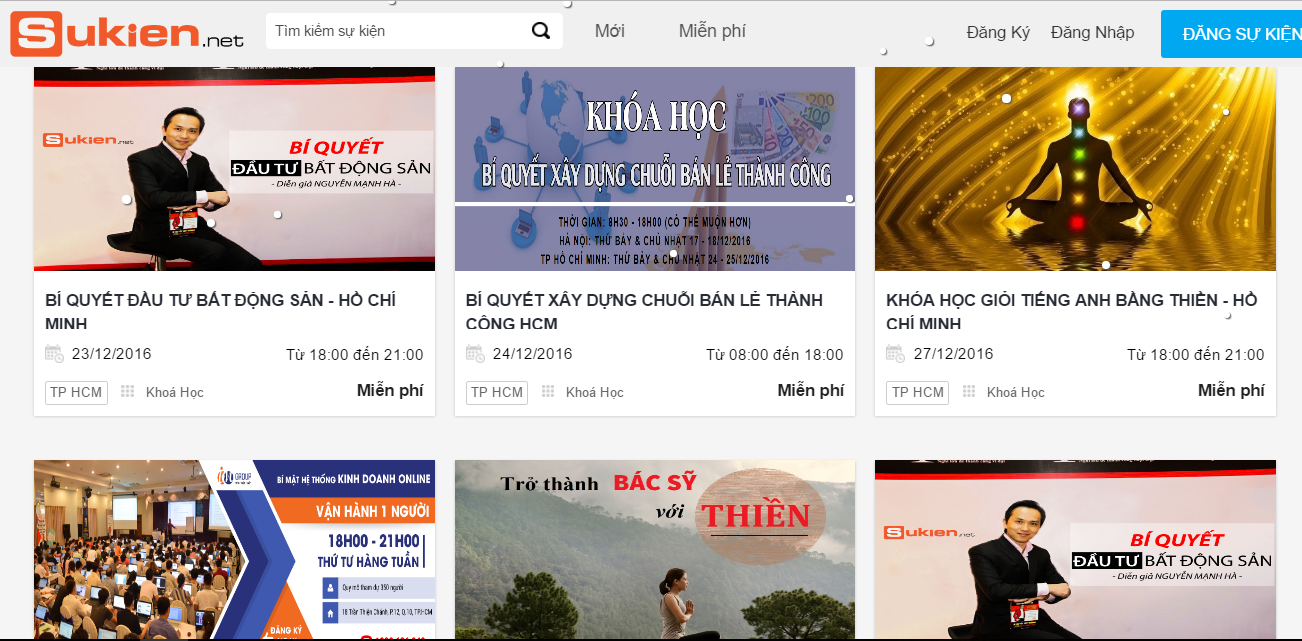 Sukien.net
Tìm kiếm sự kiện
Mới
Miễn phí
Đăng Ký
Đăng Nhập
ĐĂNG SỰ KIỆN
Sukien.net
BÍ QUYẾT
ĐẦU TƯ BẤT ĐỘNG SẢN
- Diễn giả NGUYỄN MẠNH HÀ -
KHÓA HỌC
BÍ QUYẾT XÂY DỰNG CHUỖI BÁN LẺ THÀNH CÔNG
THỜI GIAN: 8H30 - 18H00 (CÓ THỂ MUỘN HƠN)
HÀ NỘI: THỨ BẢY & CHỦ NHẬT 17 - 18/12/2016
TP HỒ CHÍ MINH: THỨ BẢY & CHỦ NHẬT 24 - 25/12/2016
BÍ QUYẾT ĐẦU TƯ BẤT ĐỘNG SẢN - HỒ CHÍ
MINH
23/12/2016
Từ 18:00 đến 21:00
TP HCM
Khoá Học
Miễn phí
BÍ QUYẾT XÂY DỰNG CHUỖI BÁN LẺ THÀNH
CÔNG HCM
24/12/2016
Từ 08:00 đến 18:00
TP HCM
Khoá Học
Miễn phí
KHÓA HỌC GIỎI TIẾNG ANH BẰNG THIỀN - HỒ
CHÍ MINH
27/12/2016
Từ 18:00 đến 21:00
TP HCM
Khoá Học
Miễn phí
GROUP
BÍ MẬT HỆ THỐNG KINH DOANH ONLINE
VẬN HÀNH 1 NGƯỜI
18H00 - 21H00
THỨ TƯ HÀNG TUẦN
Quy mô tham dự 350 người
18 Trần Thiện Chánh, P.12, Q.10, TP.HCM
ĐĂNG KÝ
Trở thành BÁC SỸ
với THIỀN
Sukien.net
BÍ QUYẾT
ĐẦU TƯ BẤT ĐỘNG SẢN
- Diễn giả NGUYỄN MẠNH HÀ -